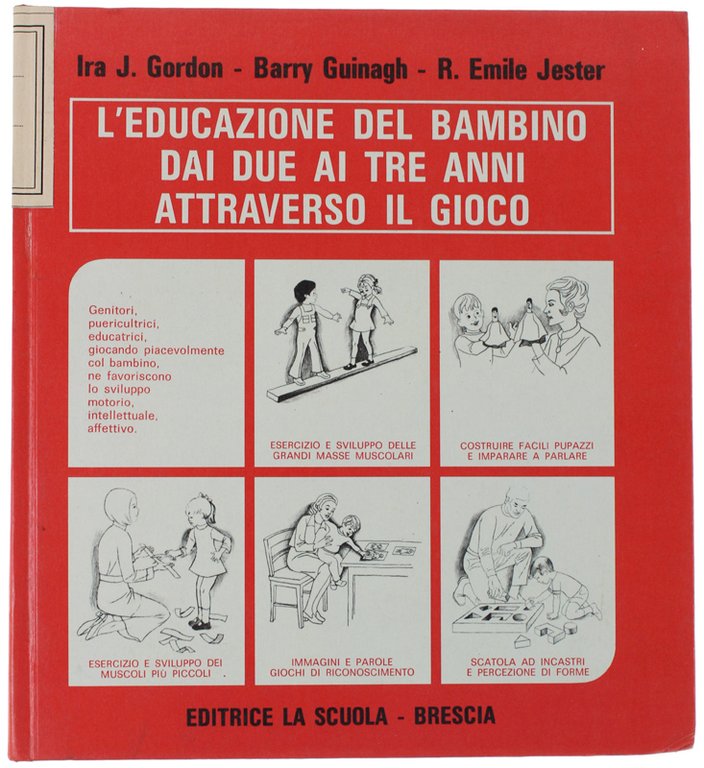 Ira J. Gordon - Barry Guinagh - R. Emile Jester
L'EDUCAZIONE DEL BAMBINO
DAI DUE AI TRE ANNI
ATTRAVERSO IL GIOCO
Genitori,
puericultrici,
educatrici,
giocando piacevolmente
col bambino,
ne favoriscono
lo sviluppo
motorio,
intellettuale,
affettivo.
ESERCIZIO E SVILUPPO DELLE
GRANDI MASSE MUSCOLARI
COSTRUIRE FACILI PUPAZZI
E IMPARARE A PARLARE
ESERCIZIO E SVILUPPO DEI
MUSCOLI PIÙ PICCOLI
IMMAGINI E PAROLE
GIOCHI DI RICONOSCIMENTO
SCATOLA AD INCASTRI
E PERCEZIONE DI FORME
EDITRICE LA SCUOLA - BRESCIA